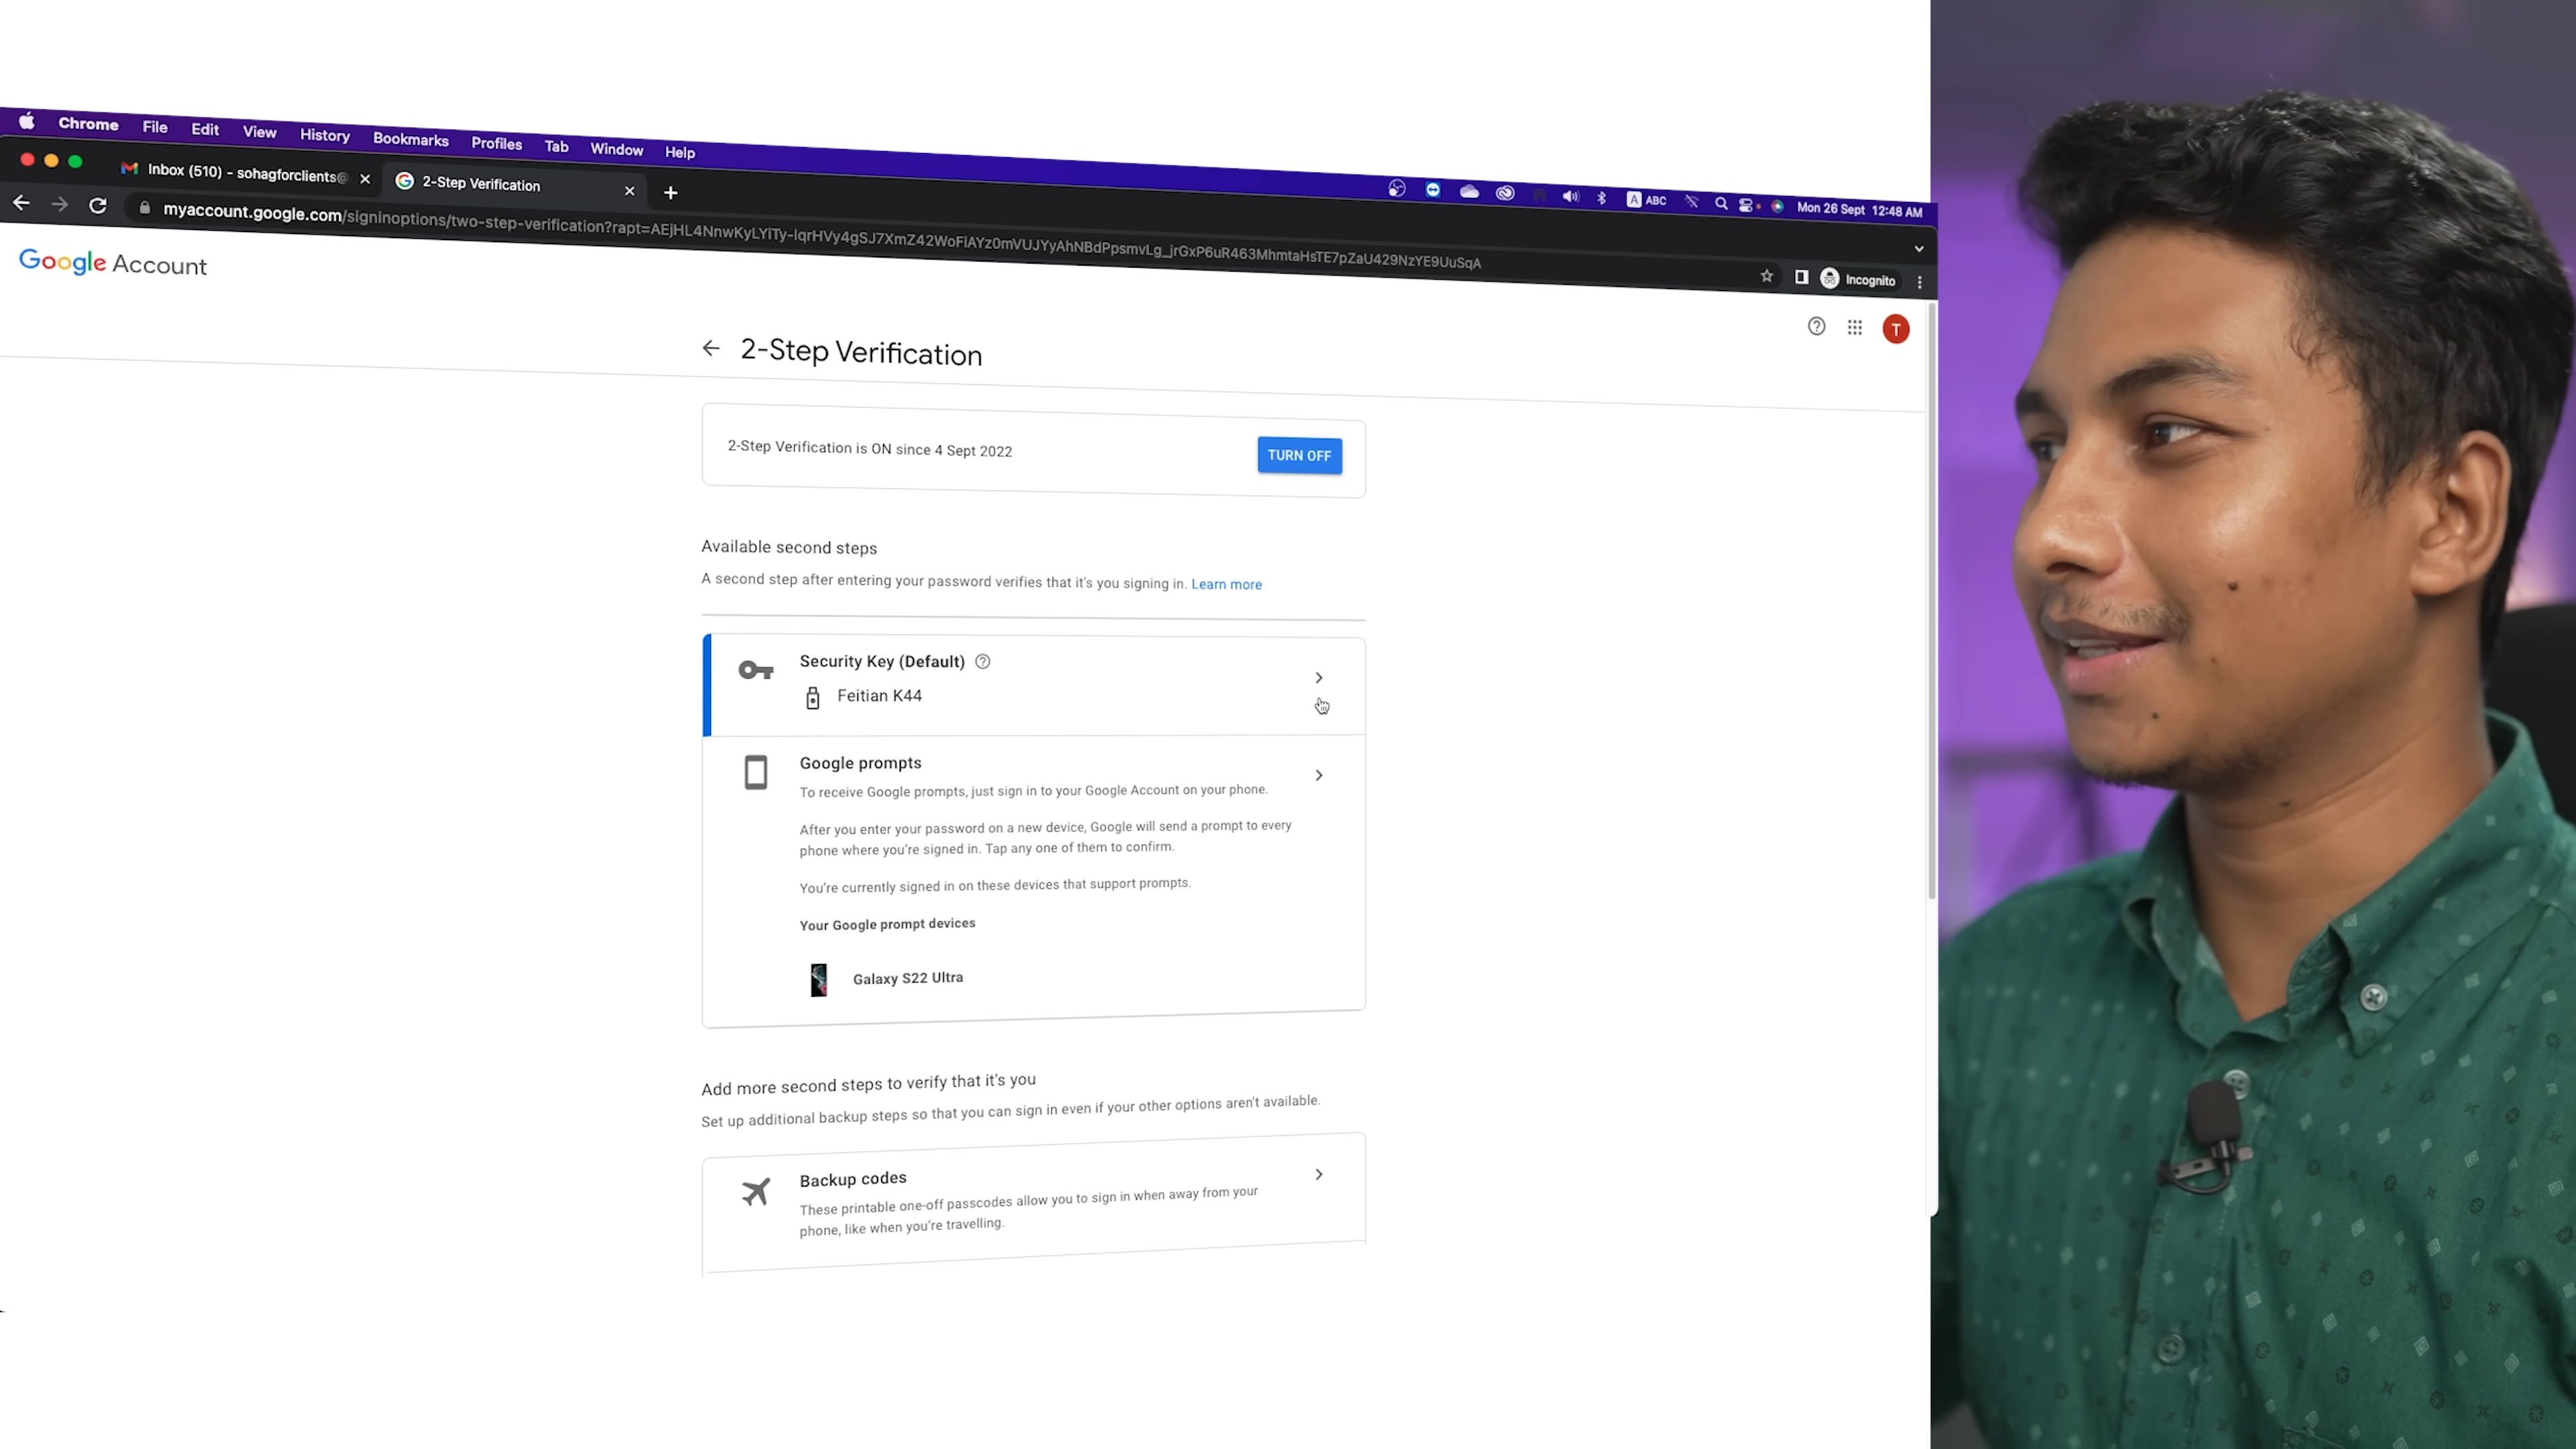 Chrome File Edit View History Bookmarks Profiles Tab Window Help
ABC Mon 26 Sept 12:48 AM
Inbox (510) - sohagforclients@
2-Step Verification
myaccount.google.com/signinoptions/two-step-verification?rapt=
Incognito
Google Account
T
2-Step Verification
2-Step Verification is ON since 4 Sept 2022
TURN OFF
Available second steps
A second step after entering your password verifies that it's you signing in. Learn more
Security Key (Default)
Feitian K44
Google prompts
To receive Google prompts, just sign in to your Google Account on your phone.
After you enter your password on a new device, Google will send a prompt to every
phone where you're signed in. Tap any one of them to confirm.
You're currently signed in on these devices that support prompts.
Your Google prompt devices
Galaxy S22 Ultra
Add more second steps to verify that it's you
Set up additional backup steps so that you can sign in even if your other options aren't available.
Backup codes
These printable one-off passcodes allow you to sign in when away from your
phone, like when you're travelling.